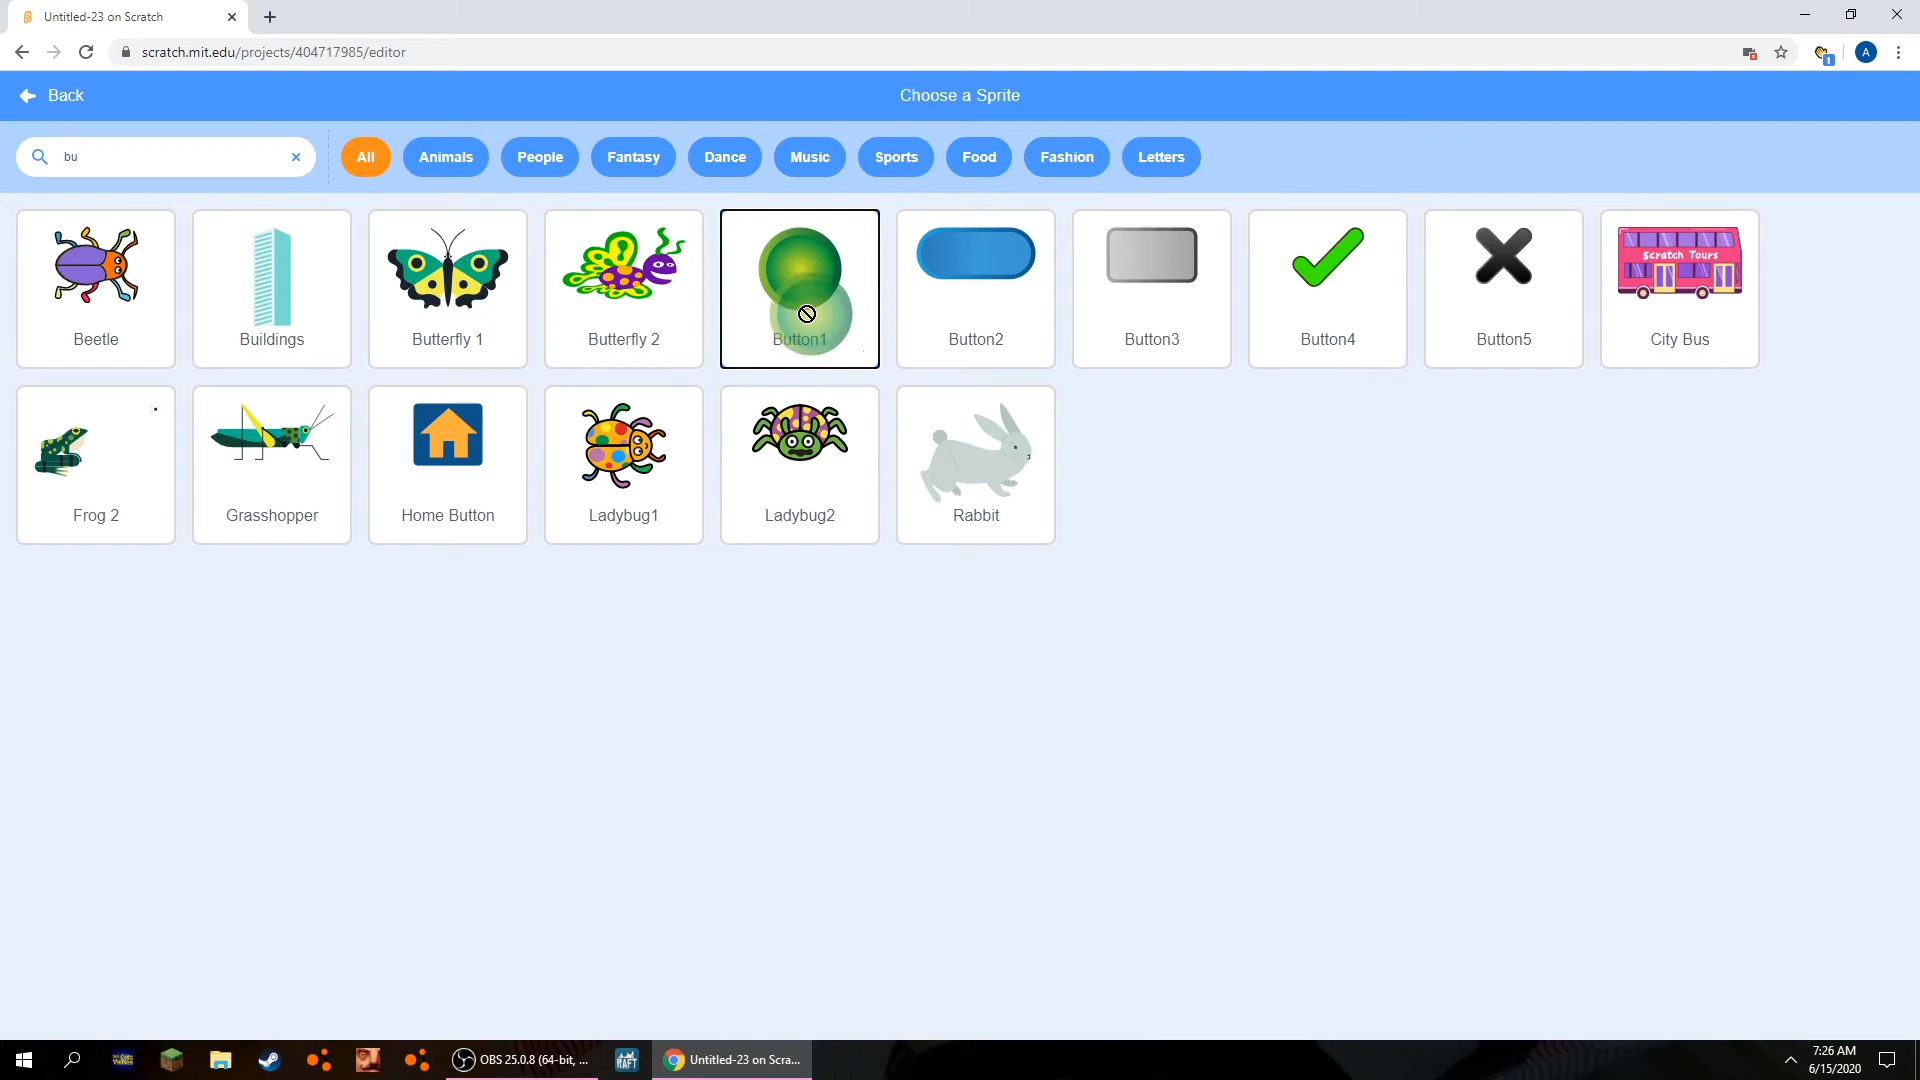 Untitled-23 on Scratch
scratch.mit.edu/projects/404717985/editor
1
A
Back
Choose a Sprite
bu
All
Animals
People
Fantasy
Dance
Music
Sports
Food
Fashion
Letters
Scratch Tours
Beetle
Buildings
Butterfly 1
Butterfly 2
Button1
Button2
Button3
Button4
Button5
City Bus
Frog 2
Grasshopper
Home Button
Ladybug1
Ladybug2
Rabbit
OBS 25.0.8 (64-bit, ...
RAFT
Untitled-23 on Scra...
7:26 AM
6/15/2020